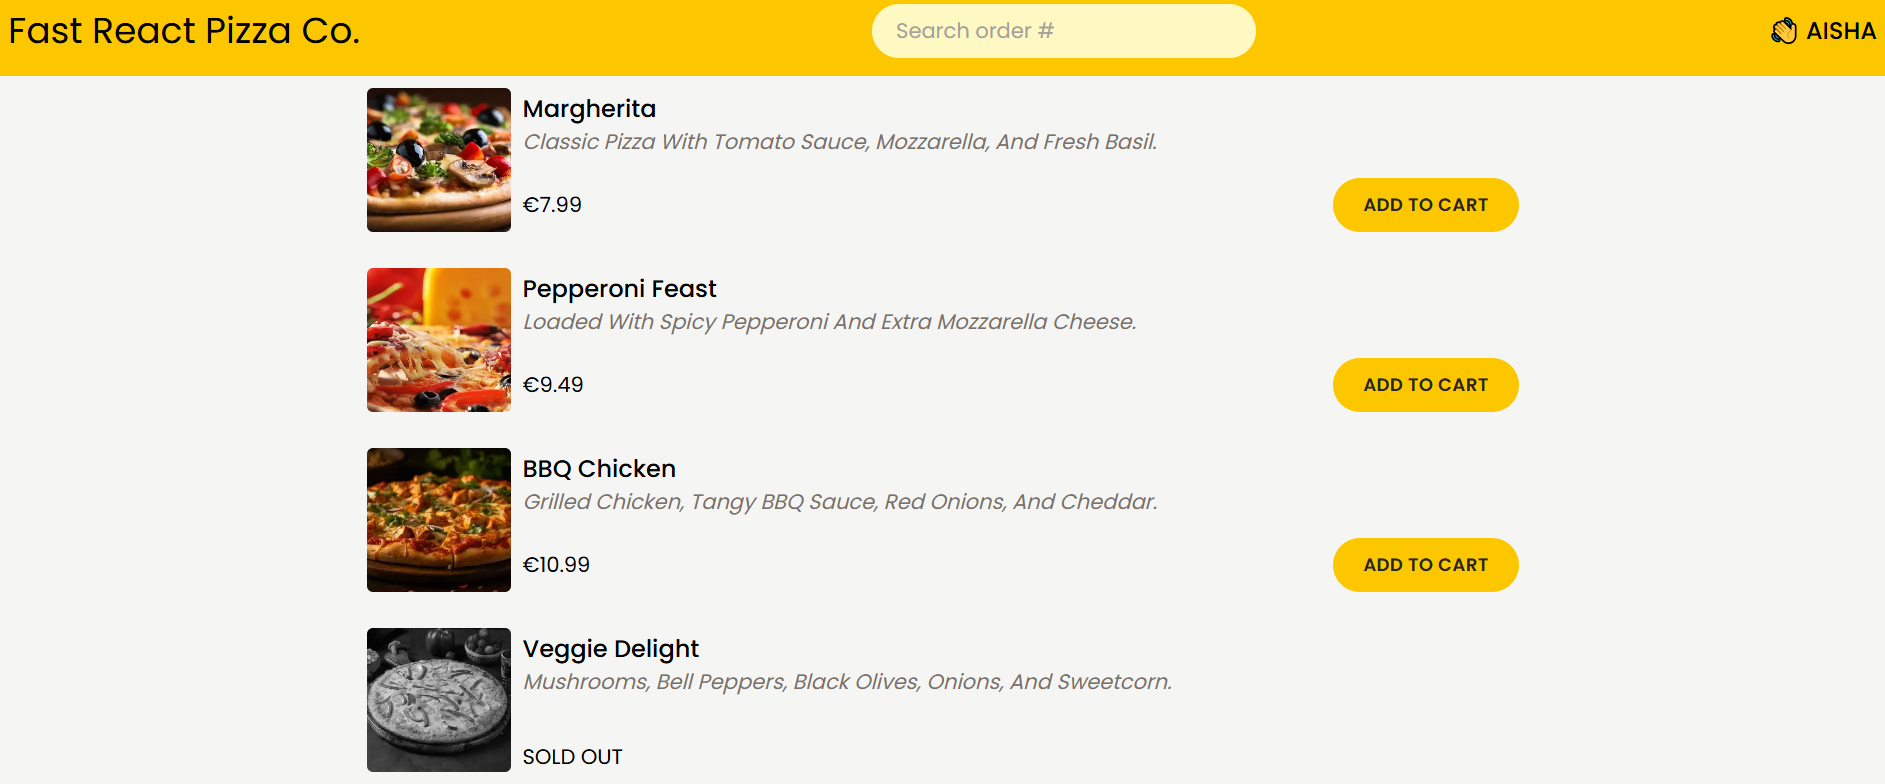 Fast React Pizza Co.
Search order #
👋 AISHA
Margherita
Classic Pizza With Tomato Sauce, Mozzarella, And Fresh Basil.
€7.99
ADD TO CART
Pepperoni Feast
Loaded With Spicy Pepperoni And Extra Mozzarella Cheese.
€9.49
ADD TO CART
BBQ Chicken
Grilled Chicken, Tangy BBQ Sauce, Red Onions, And Cheddar.
€10.99
ADD TO CART
Veggie Delight
Mushrooms, Bell Peppers, Black Olives, Onions, And Sweetcorn.
SOLD OUT